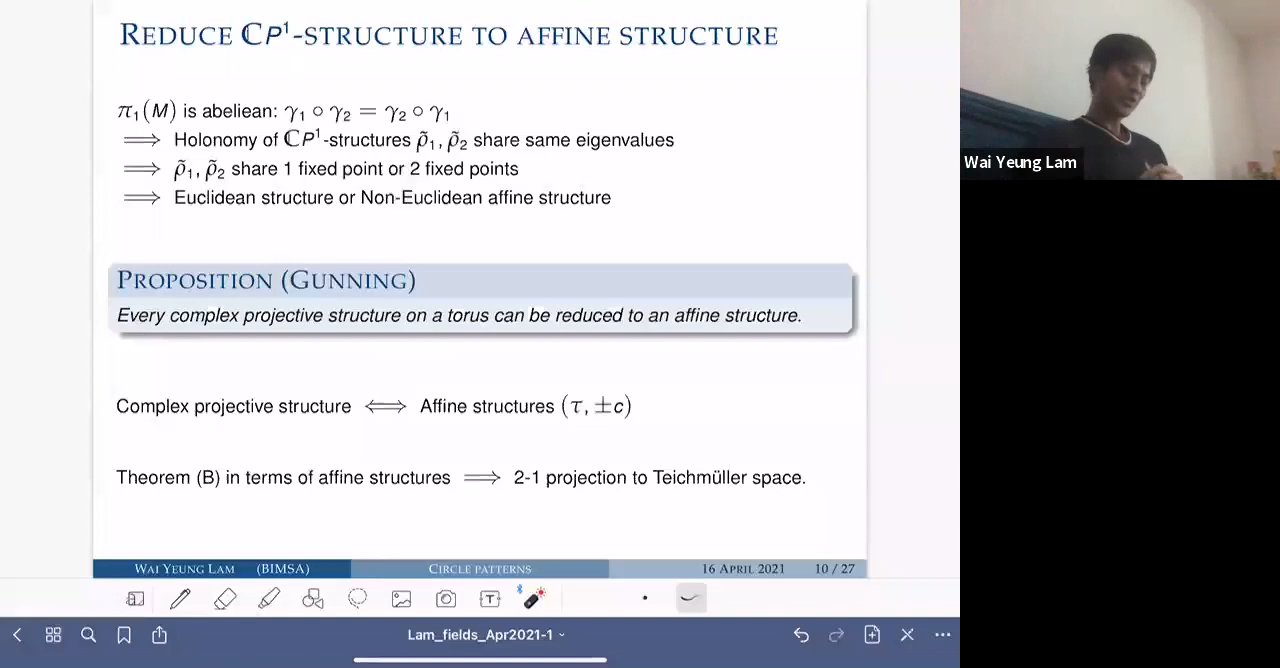 REDUCE ℂP¹-STRUCTURE TO AFFINE STRUCTURE
π₁(M) is abeliean: γ₁ ∘ γ₂ = γ₂ ∘ γ₁
⟹ Holonomy of ℂP¹-structures ρ̃₁, ρ̃₂ share same eigenvalues
⟹ ρ̃₁, ρ̃₂ share 1 fixed point or 2 fixed points
⟹ Euclidean structure or Non-Euclidean affine structure
PROPOSITION (GUNNING)
Every complex projective structure on a torus can be reduced to an affine structure.
Complex projective structure ⟺ Affine structures (τ, ±c)
Theorem (B) in terms of affine structures ⟹ 2-1 projection to Teichmüller space.
WAI YEUNG LAM (BIMSA) CIRCLE PATTERNS 16 APRIL 2021 10 / 27
Lam_fields_Apr2021-1
Wai Yeung Lam